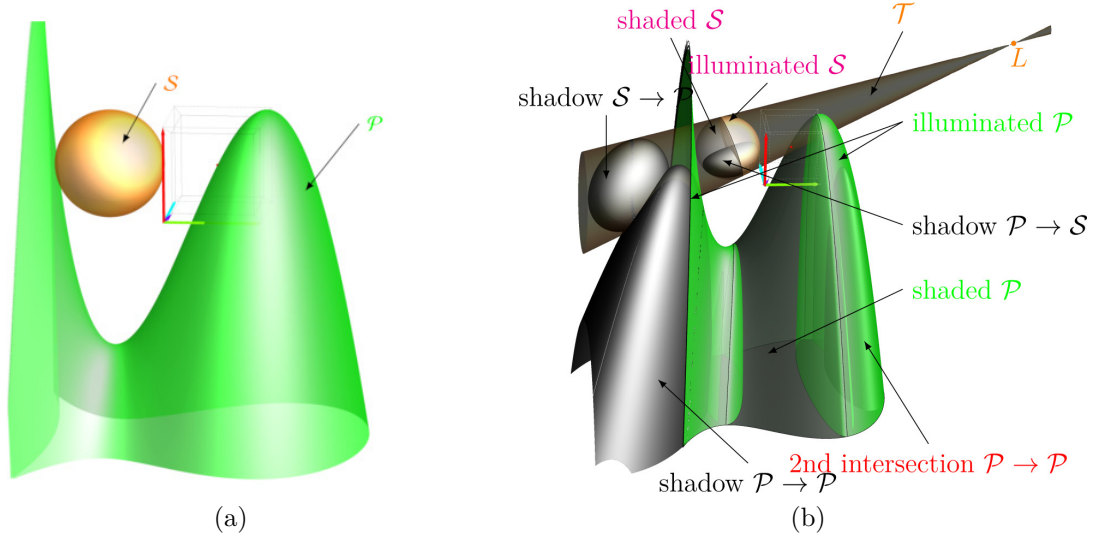 𝒮
𝒫
(a)
shaded 𝒮
𝒯
illuminated 𝒮
L
shadow 𝒮 → 𝒫
illuminated 𝒫
shadow 𝒫 → 𝒮
shaded 𝒫
2nd intersection 𝒫 → 𝒫
shadow 𝒫 → 𝒫
(b)